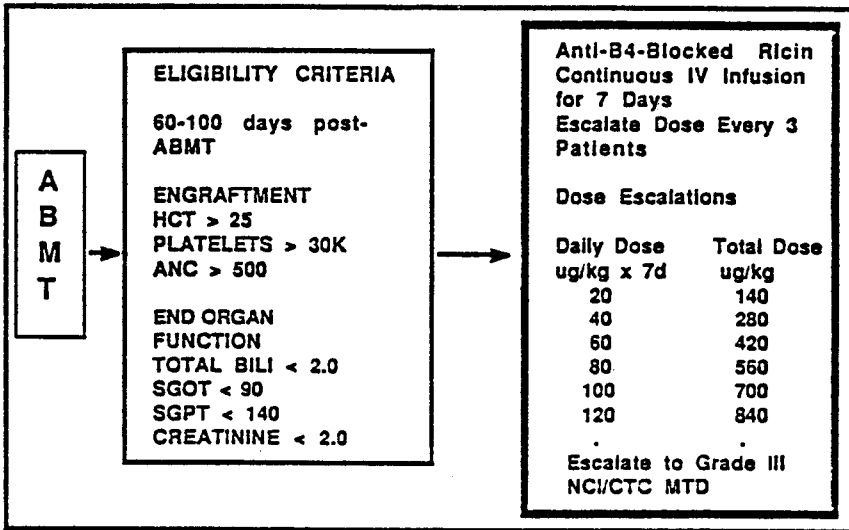 A
B
M
T
ELIGIBILITY CRITERIA
60-100 days post-
ABMT
ENGRAFTMENT
HCT > 25
PLATELETS > 30K
ANC > 500
END ORGAN
FUNCTION
TOTAL BILI < 2.0
SGOT < 90
SGPT < 140
CREATININE < 2.0
Anti-B4-Blocked Ricin
Continuous IV Infusion
for 7 Days
Escalate Dose Every 3
Patients
Dose Escalations
Daily Dose Total Dose
ug/kg x 7d ug/kg
20 140
40 280
60 420
80 560
100 700
120 840
. .
Escalate to Grade III
NCI/CTC MTD